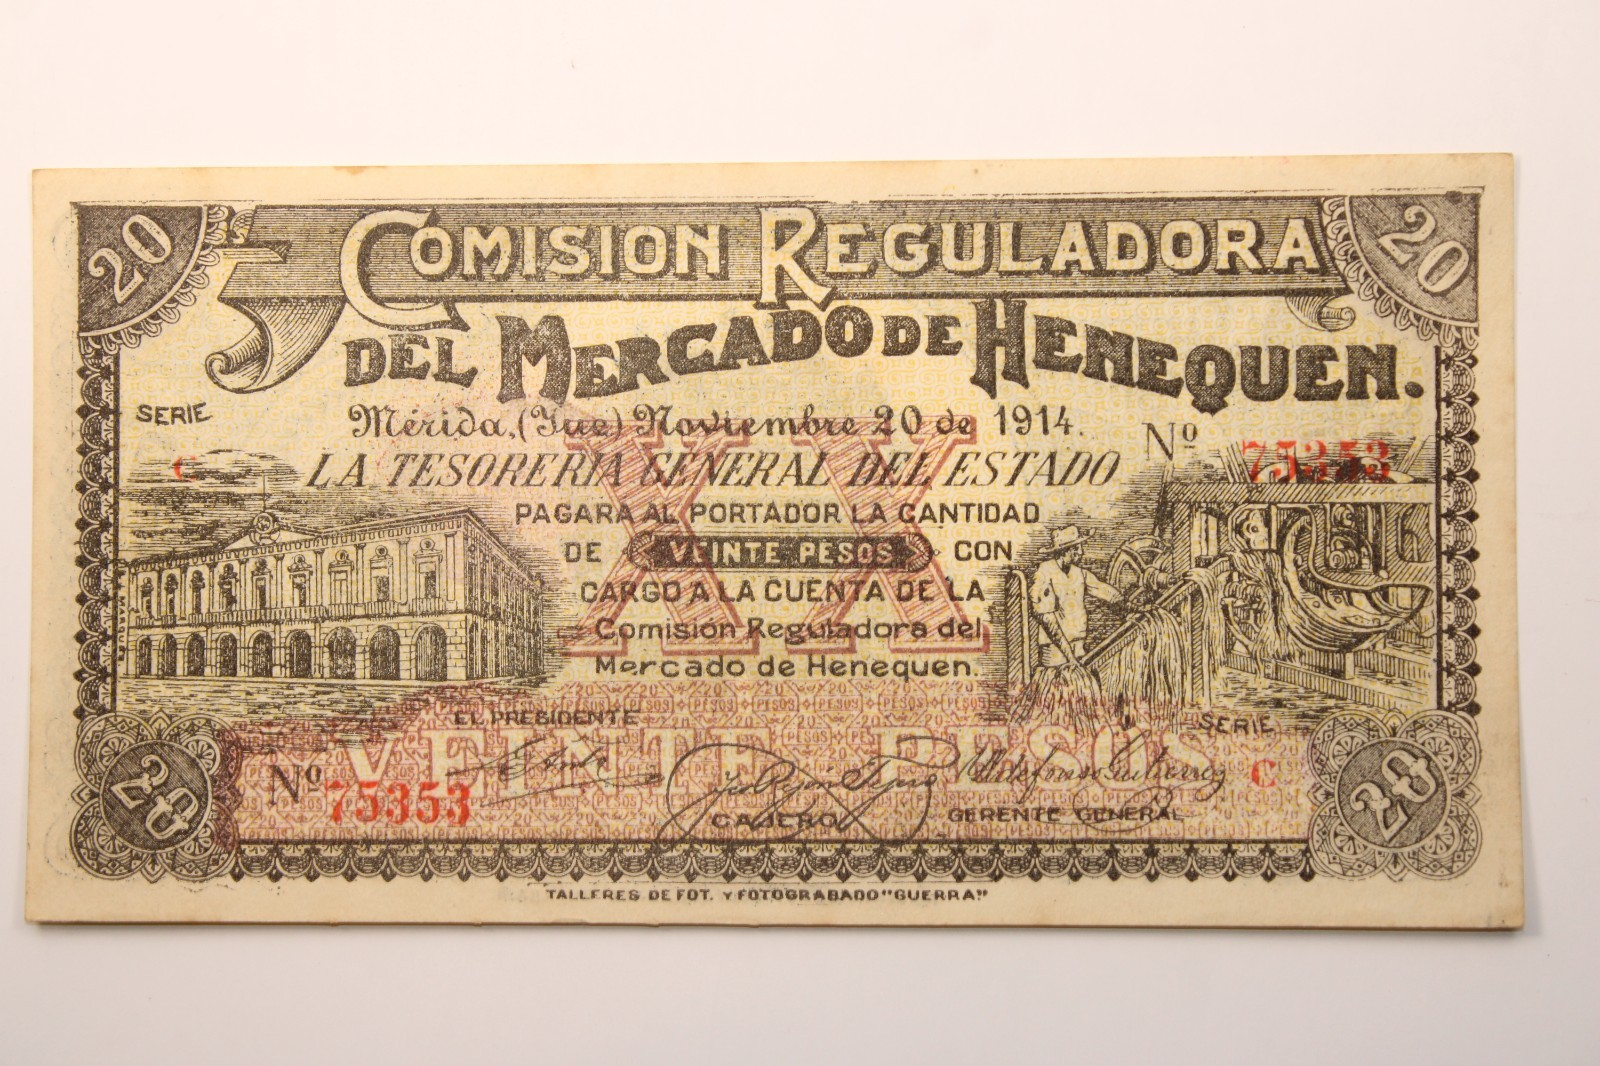 20
COMISION REGULADORA
20
DEL MERCADO DE HENEQUEN.
SERIE
C
Mérida, (Yuc) Noviembre 20 de 1914.
Nº 75353
LA TESORERIA GENERAL DEL ESTADO
PAGARA AL PORTADOR LA CANTIDAD
DE VEINTE PESOS CON
CARGO A LA CUENTA DE LA
Comisión Reguladora del
Mercado de Henequen.
XX
VEINTE PESOS
EL PRESIDENTE
SERIE
C
Nº 75353
CAJERO
GERENTE GENERAL
20
20
TALLERES DE FOT. Y FOTOGRABADO "GUERRA"